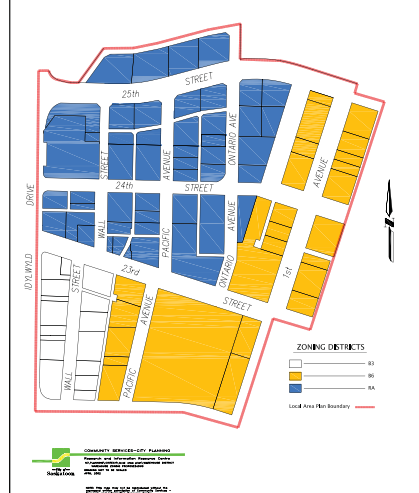 25th
STREET
STREET
AVENUE
ONTARIO AVE
AVENUE
24th
STREET
DRIVE
WALL
PACIFIC
ONTARIO
AVENUE
IDYLWYLD
23rd
STREET
1st
AVENUE
STREET
WALL
PACIFIC
ZONING DISTRICTS
B3
B6
RA
Local Area Plan Boundary
COMMUNITY SERVICES-CITY PLANNING
Research and Information Resource Centre
Saskatoon